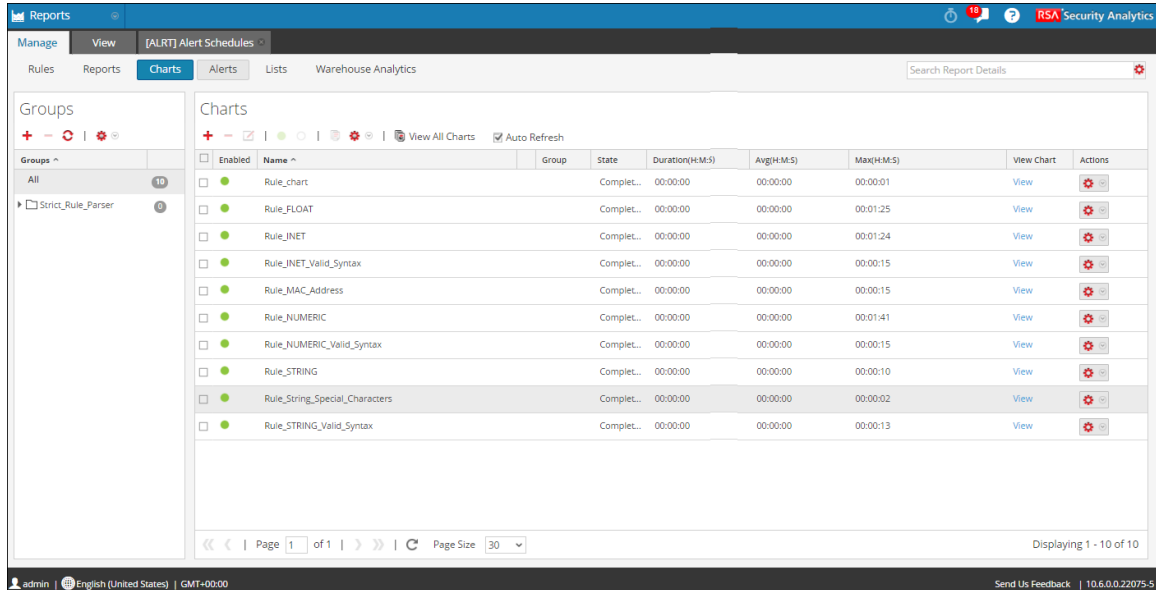 Reports 18 ? RSA Security Analytics
Manage View [ALRT] Alert Schedules
Rules Reports Charts Alerts Lists Warehouse Analytics Search Report Details
Groups
Charts
View All Charts Auto Refresh
Groups
Enabled Name Group State Duration(H:M:S) Avg(H:M:S) Max(H:M:S) View Chart Actions
All 10
Strict_Rule_Parser 0
Rule_chart Complet... 00:00:00 00:00:00 00:00:01 View
Rule_FLOAT Complet... 00:00:00 00:00:00 00:01:25 View
Rule_INET Complet... 00:00:00 00:00:00 00:01:24 View
Rule_INET_Valid_Syntax Complet... 00:00:00 00:00:00 00:00:15 View
Rule_MAC_Address Complet... 00:00:00 00:00:00 00:00:15 View
Rule_NUMERIC Complet... 00:00:00 00:00:00 00:01:41 View
Rule_NUMERIC_Valid_Syntax Complet... 00:00:00 00:00:00 00:00:15 View
Rule_STRING Complet... 00:00:00 00:00:00 00:00:10 View
Rule_String_Special_Characters Complet... 00:00:00 00:00:00 00:00:02 View
Rule_STRING_Valid_Syntax Complet... 00:00:00 00:00:00 00:00:13 View
Page 1 of 1 | Page Size 30 Displaying 1 - 10 of 10
admin | English (United States) | GMT+00:00 Send Us Feedback | 10.6.0.0.22075-5